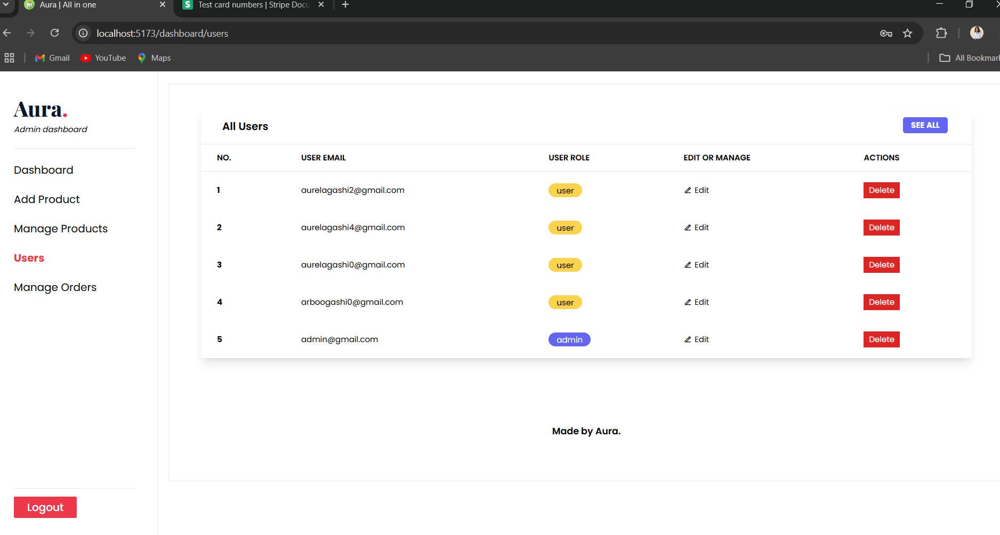 Aura | All in one
Test card numbers | Stripe Docu
localhost:5173/dashboard/users
Gmail
YouTube
Maps
All Bookmark
Aura.
Admin dashboard
Dashboard
Add Product
Manage Products
Users
Manage Orders
Logout
All Users
SEE ALL
NO. USER EMAIL USER ROLE EDIT OR MANAGE ACTIONS
1 aurelagashi2@gmail.com user Edit Delete
2 aurelagashi4@gmail.com user Edit Delete
3 aurelagashi0@gmail.com user Edit Delete
4 arboogashi0@gmail.com user Edit Delete
5 admin@gmail.com admin Edit Delete
Made by Aura.